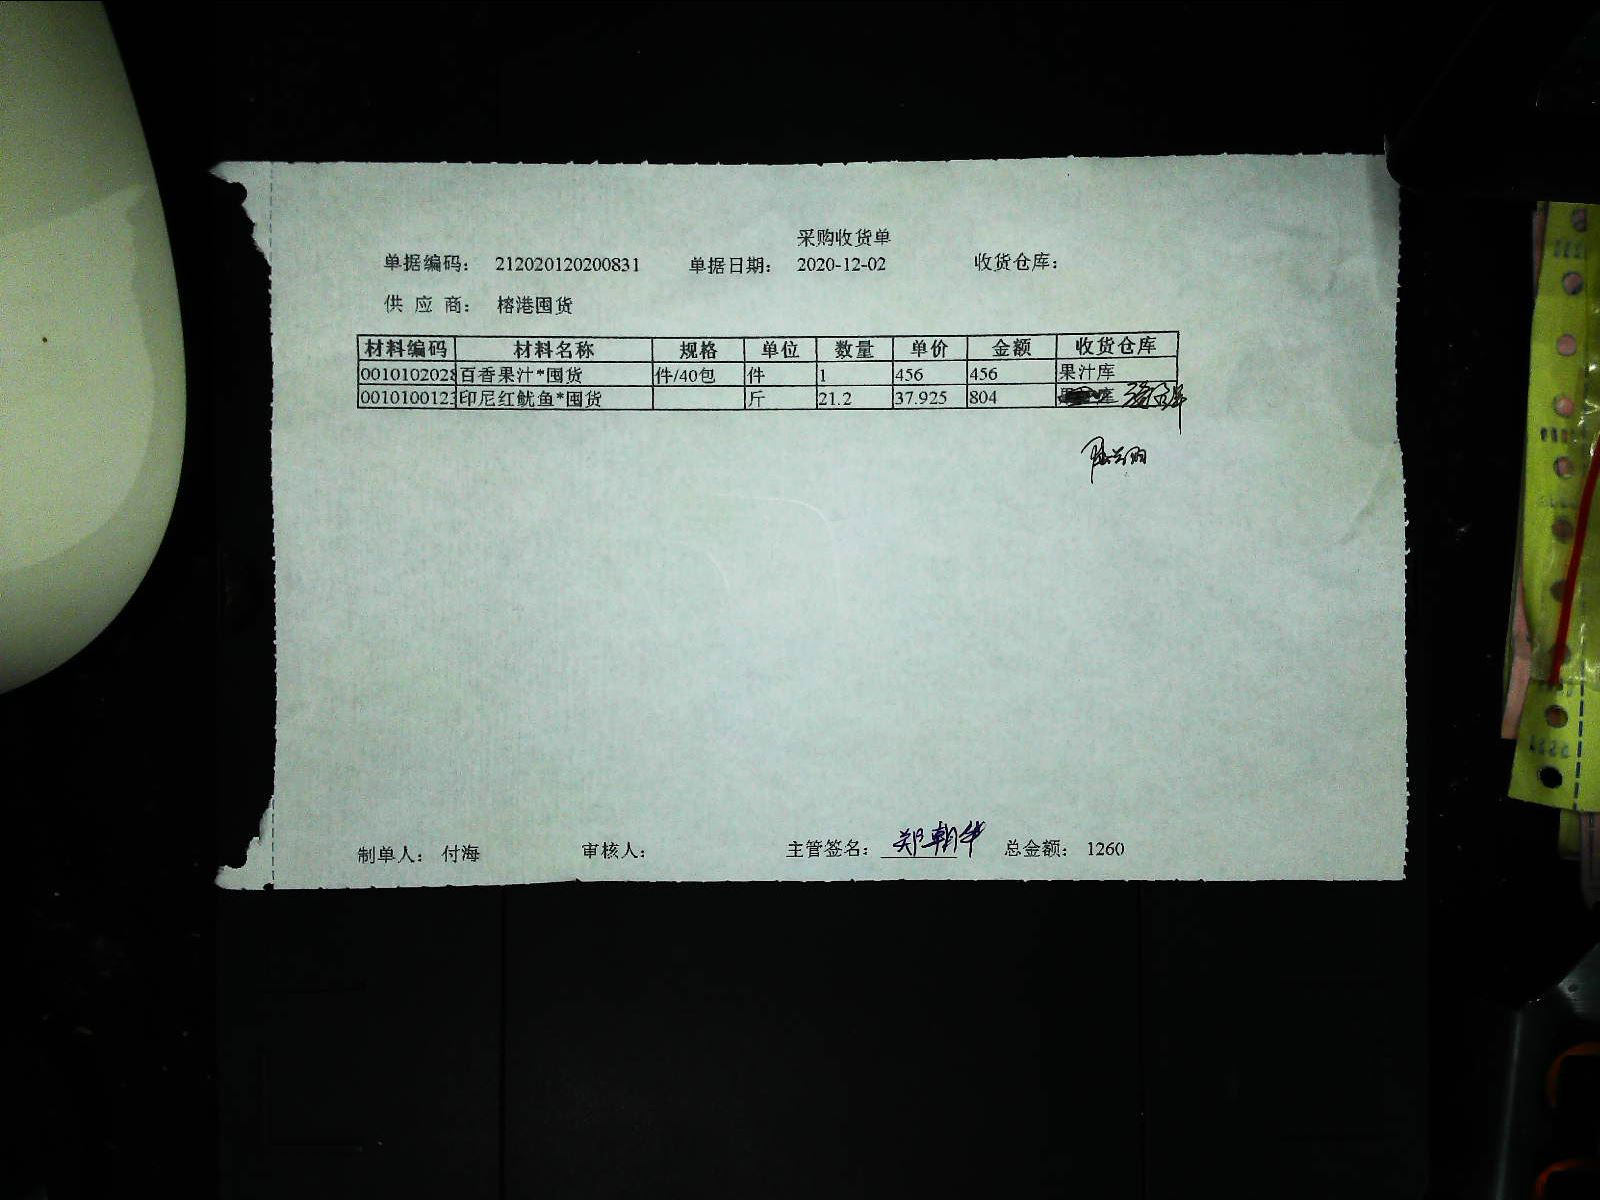 采购收货单
单据编码： 212020120200831 单据日期： 2020-12-02 收货仓库：
供 应 商： 榕港囤货
材料编码 材料名称 规格 单位 数量 单价 金额 收货仓库
0010102028 百香果汁*囤货 件/40包 件 1 456 456 果汁库
0010100123 印尼红鱿鱼*囤货 斤 21.2 37.925 804 库
制单人： 付海 审核人： 主管签名： 郑朝华 总金额： 1260